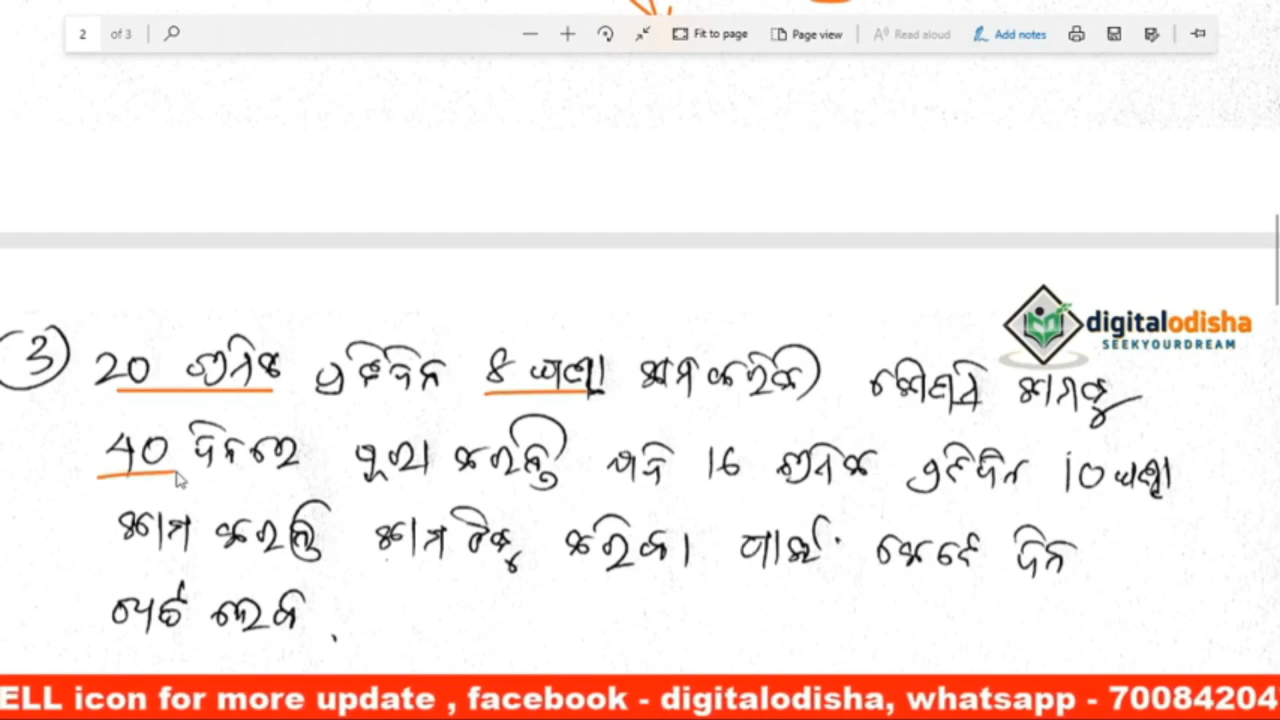 2 of 3 Fit to page Page view Read aloud Add notes
digitalodisha
SEEKYOURDREAM
(3) 20 ଶ୍ରମିକ ପ୍ରତିଦିନ 8 ଘଣ୍ଟା କାମ କରି କୌଣସି କାମକୁ
40 ଦିନରେ ପୂରା କରନ୍ତି ଯଦି 16 ଶ୍ରମିକ ପ୍ରତିଦିନ 10 ଘଣ୍ଟା
କାମ କରନ୍ତି କାମଟିକୁ କରିବା ପାଇଁ କେତେ ଦିନ
ନେବେ .
ELL icon for more update , facebook - digitalodisha, whatsapp - 70084204